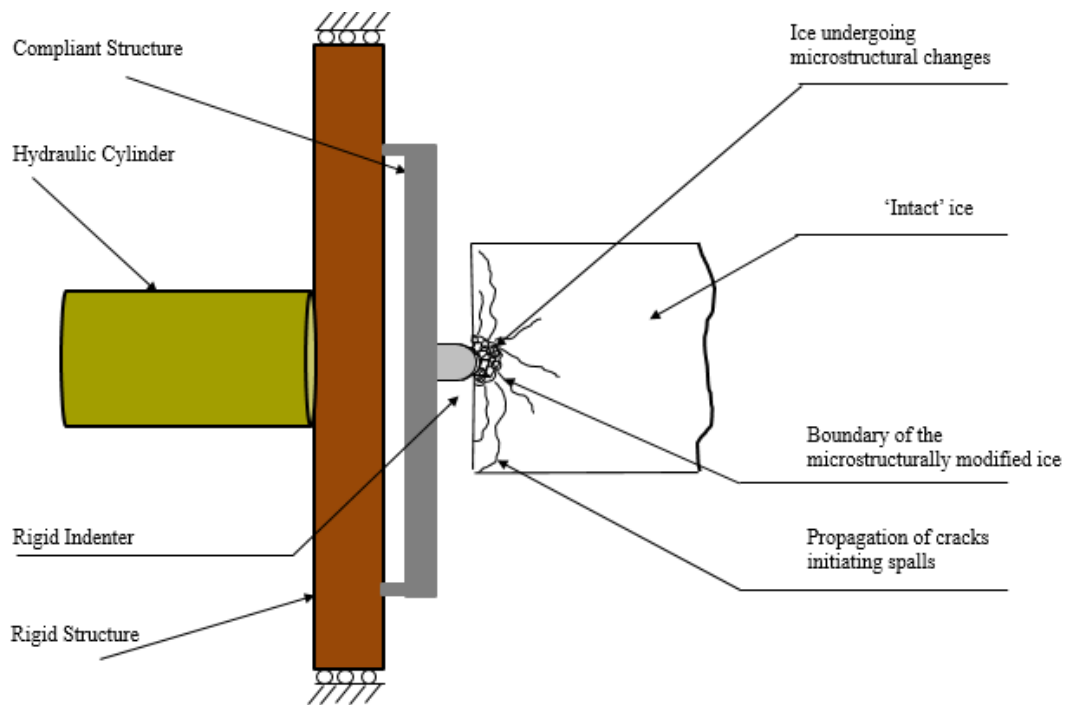 Compliant Structure
Hydraulic Cylinder
Rigid Indenter
Rigid Structure
Ice undergoing
microstructural changes
‘Intact’ ice
Boundary of the
microstructurally modified ice
Propagation of cracks
initiating spalls